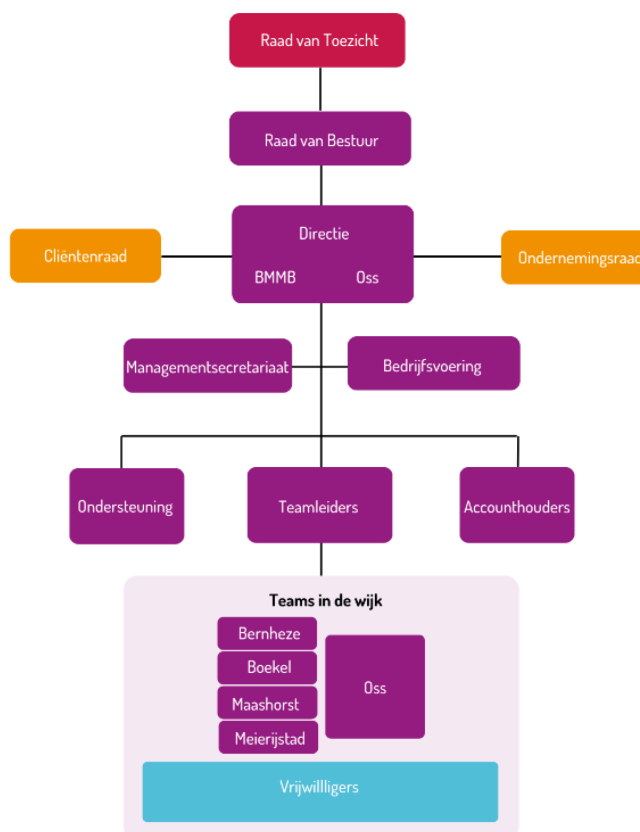 Raad van Toezicht
Raad van Bestuur
Directie
BMMB Oss
Cliëntenraad
Ondernemingsraad
Managementsecretariaat
Bedrijfsvoering
Ondersteuning
Teamleiders
Accounthouders
Teams in de wijk
Bernheze
Boekel
Maashorst
Meierijstad
Oss
Vrijwillligers